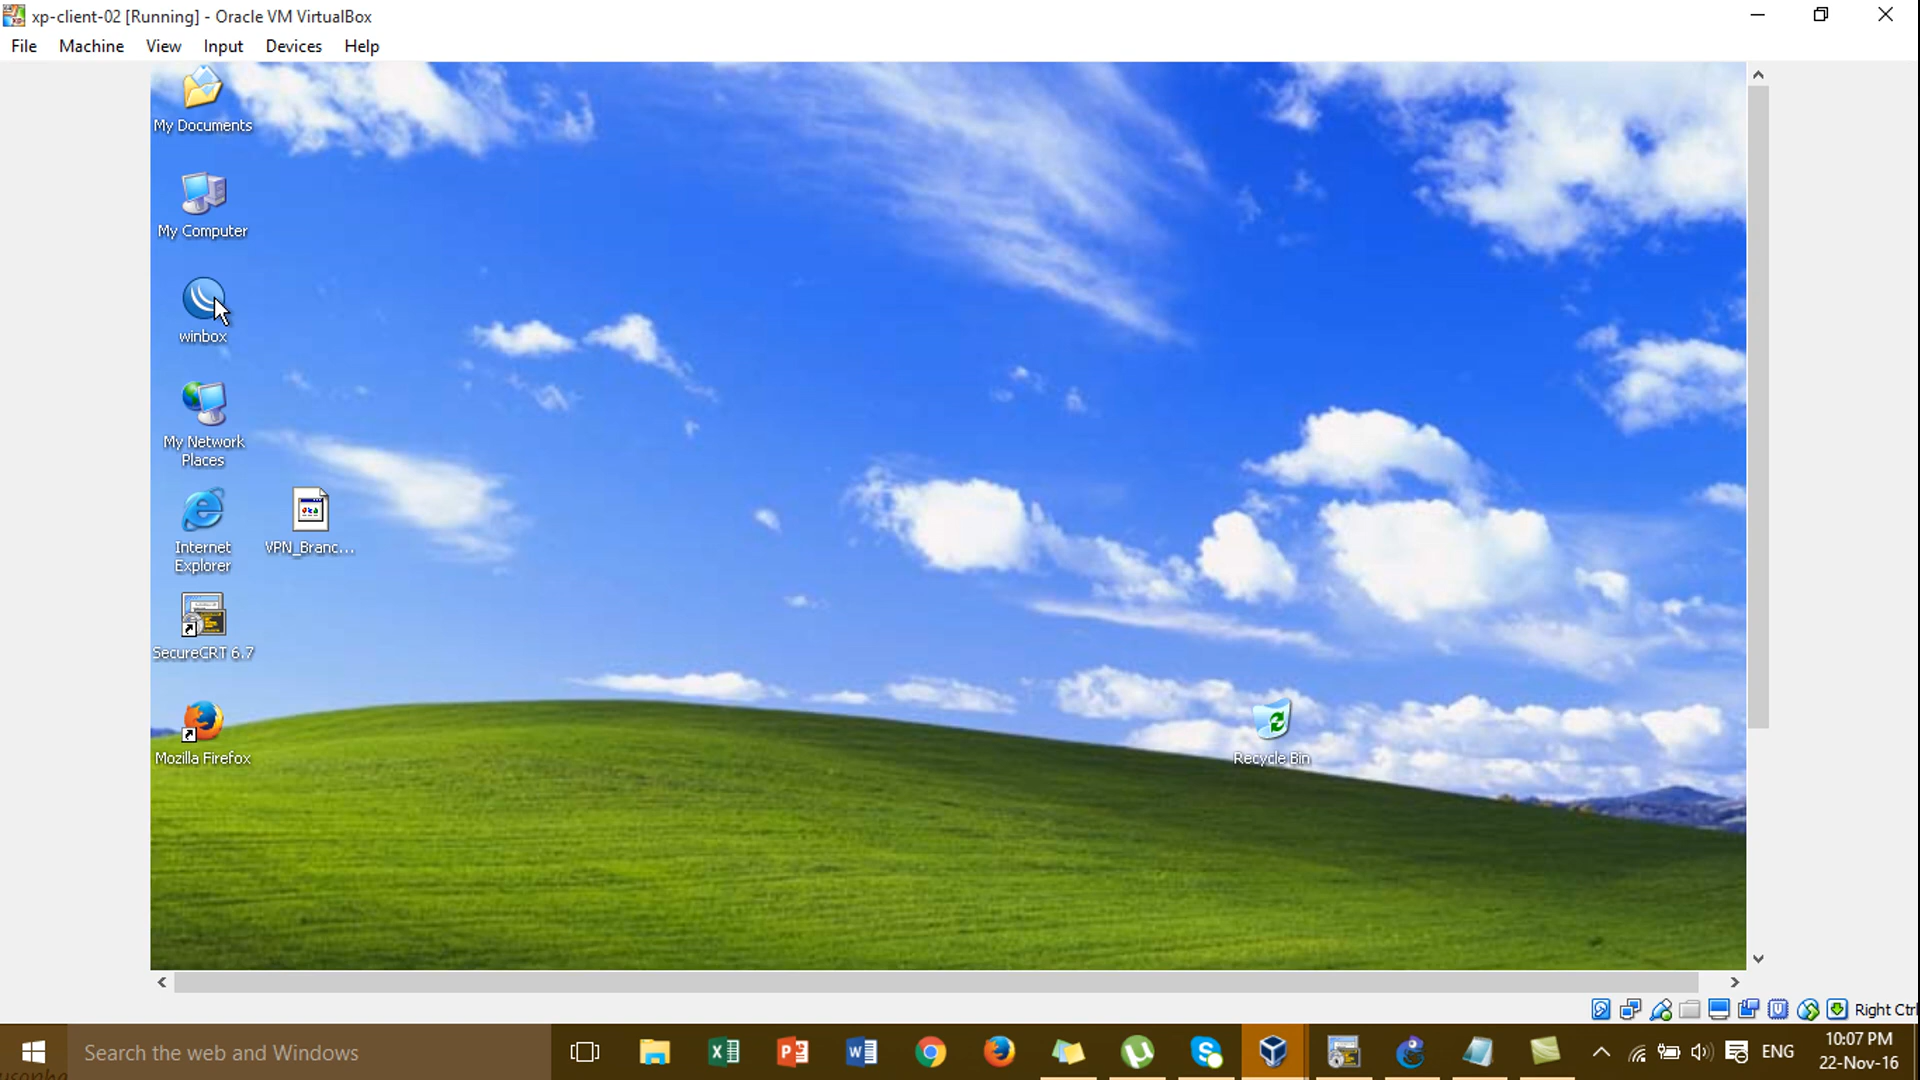 xp-client-02 [Running] - Oracle VM VirtualBox
File Machine View Input Devices Help
My Documents
My Computer
winbox
My Network
Places
Internet
Explorer
VPN_Branc...
SecureCRT 6.7
Mozilla Firefox
Recycle Bin
Right Ctrl
Search the web and Windows
ENG
10:07 PM
22-Nov-16